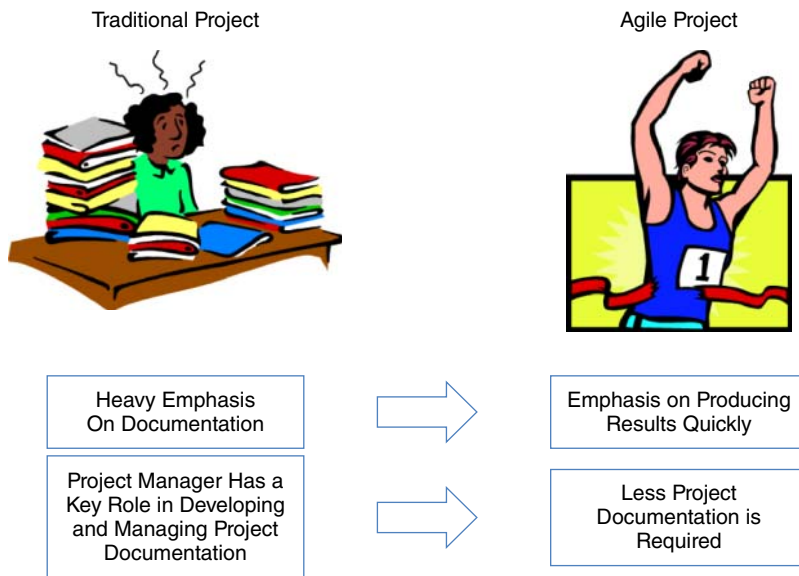 Traditional Project
Agile Project
1
Heavy Emphasis
On Documentation
Emphasis on Producing
Results Quickly
Project Manager Has a
Key Role in Developing
and Managing Project
Documentation
Less Project
Documentation is
Required